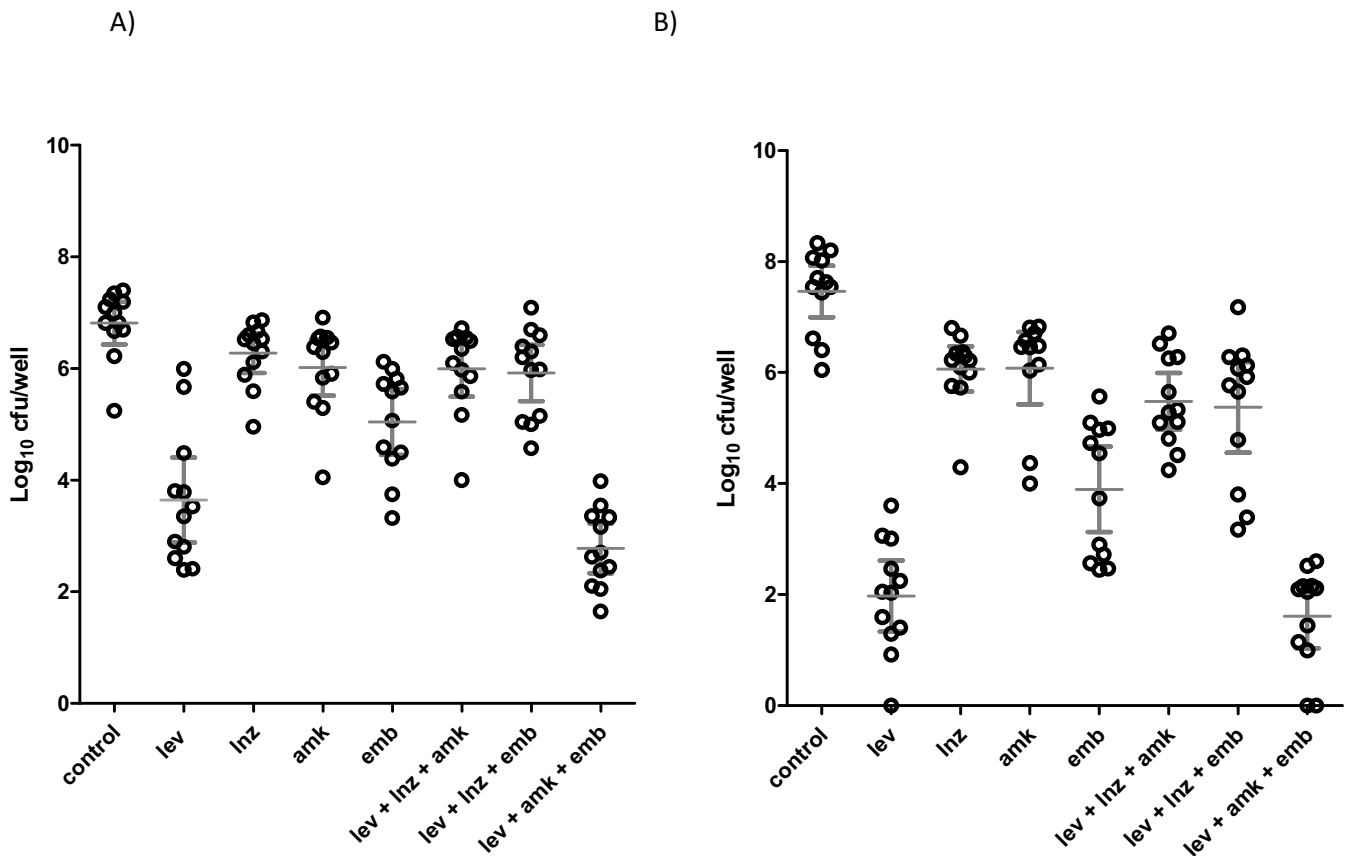 A)
B)
10
8
6
4
2
0
Log10 cfu/well
control
lev
lnz
amk
emb
lev + lnz + amk
lev + lnz + emb
lev + amk + emb
10
8
6
4
2
0
Log10 cfu/well
control
lev
lnz
amk
emb
lev + lnz + amk
lev + lnz + emb
lev + amk + emb